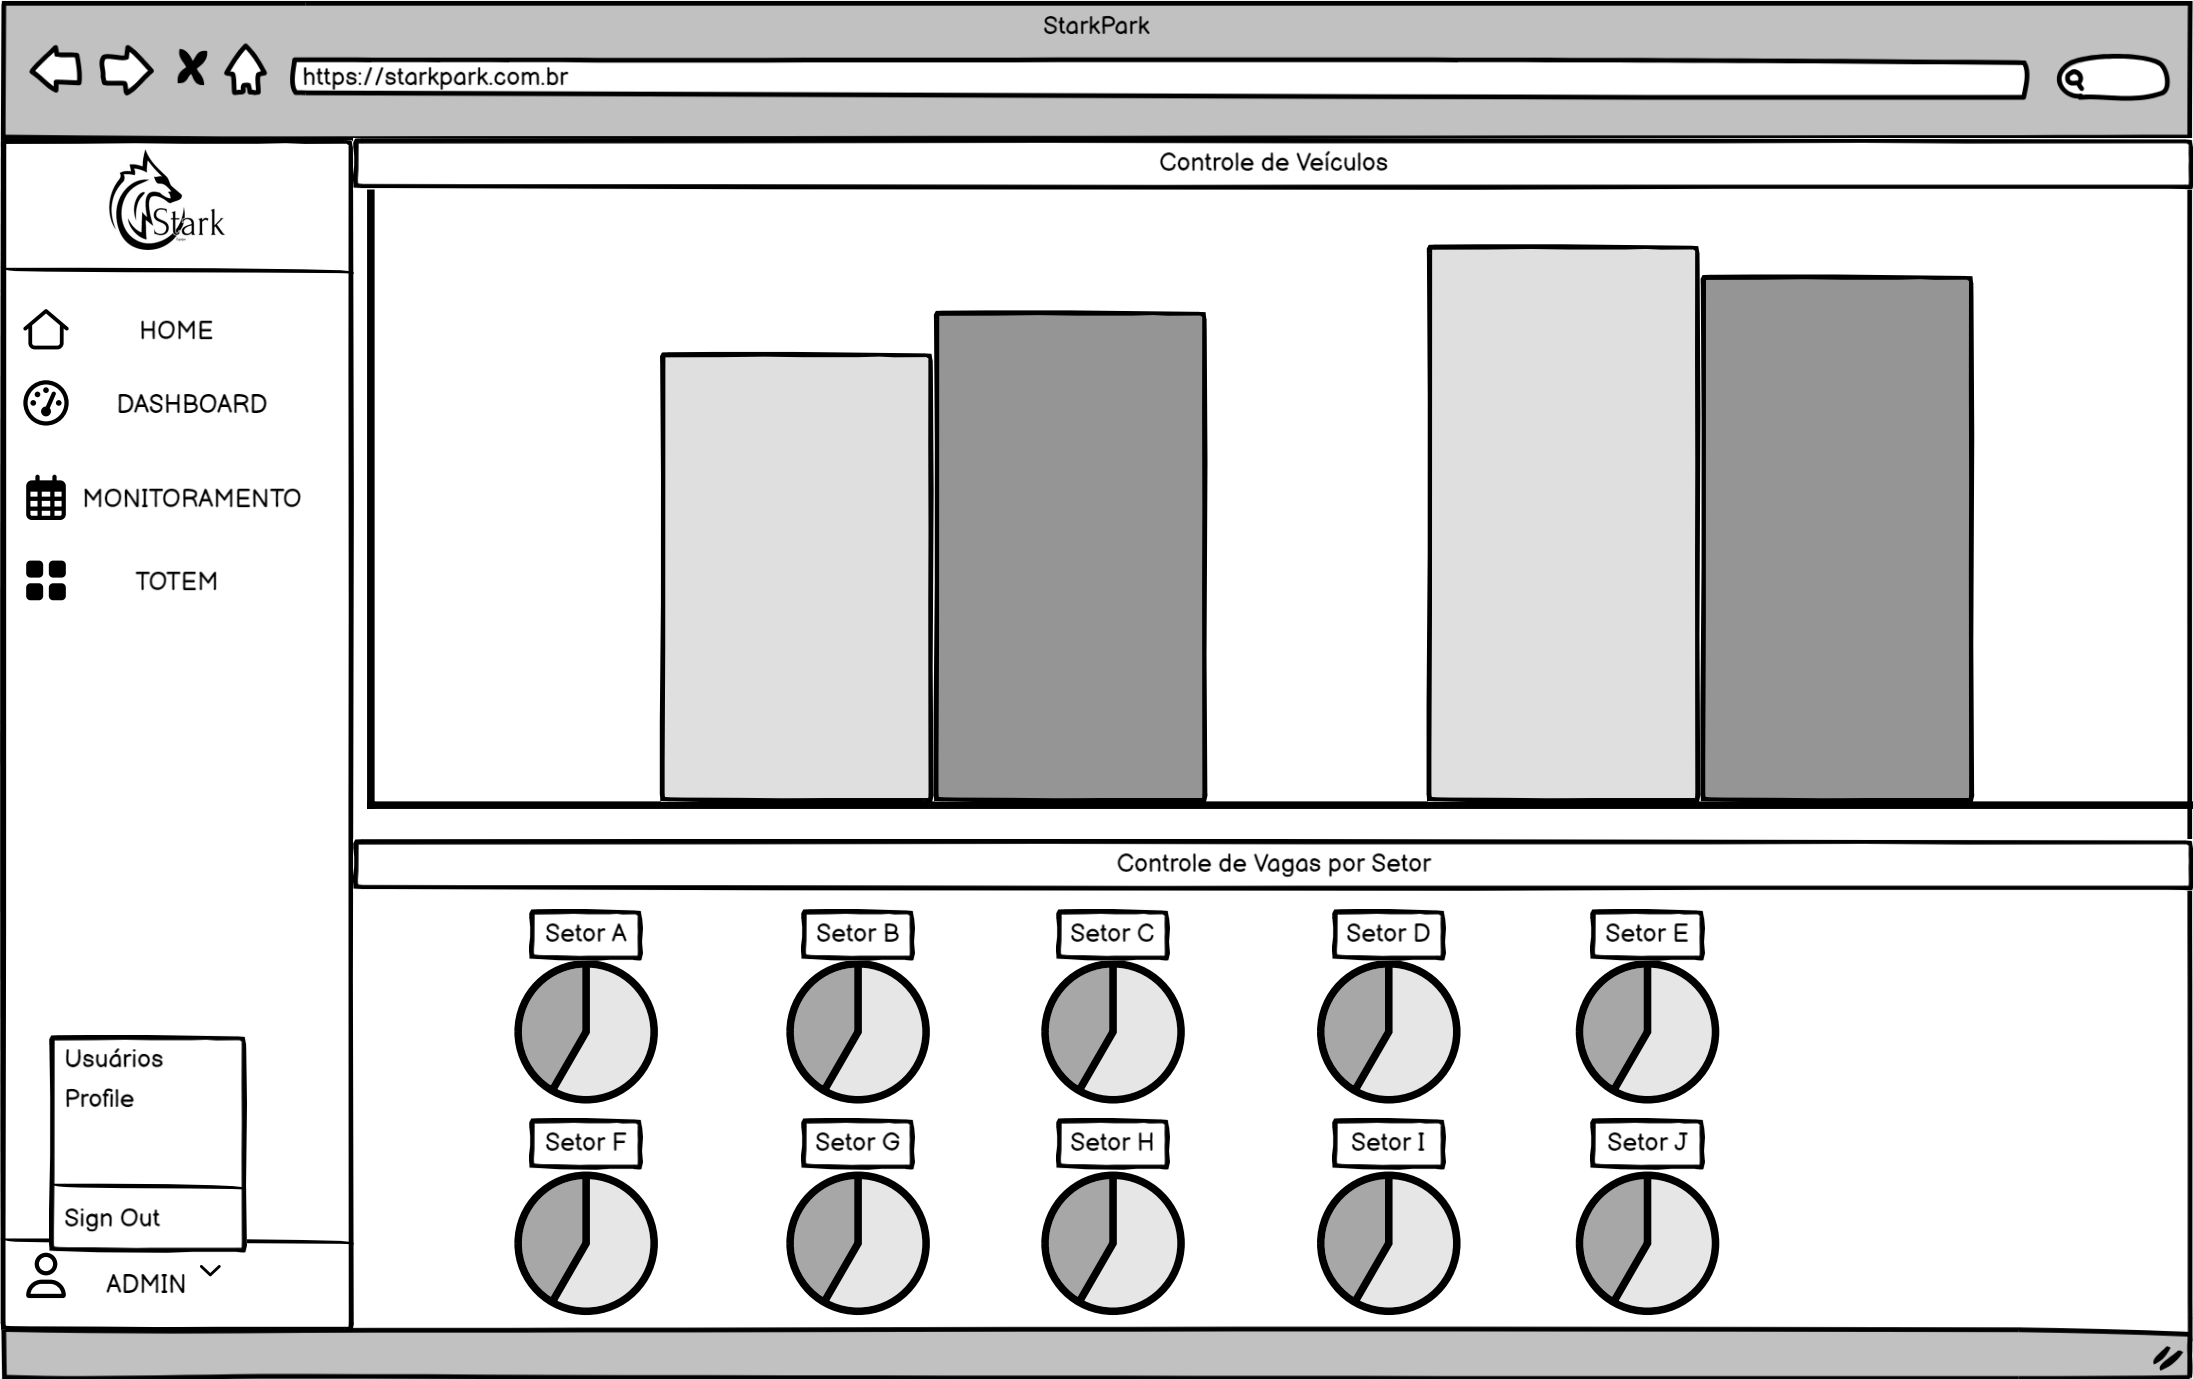 StarkPark
https://starkpark.com.br
Stark
Controle de Veículos
HOME
DASHBOARD
MONITORAMENTO
TOTEM
Controle de Vagas por Setor
Setor A
Setor B
Setor C
Setor D
Setor E
Setor F
Setor G
Setor H
Setor I
Setor J
Usuários
Profile
Sign Out
ADMIN